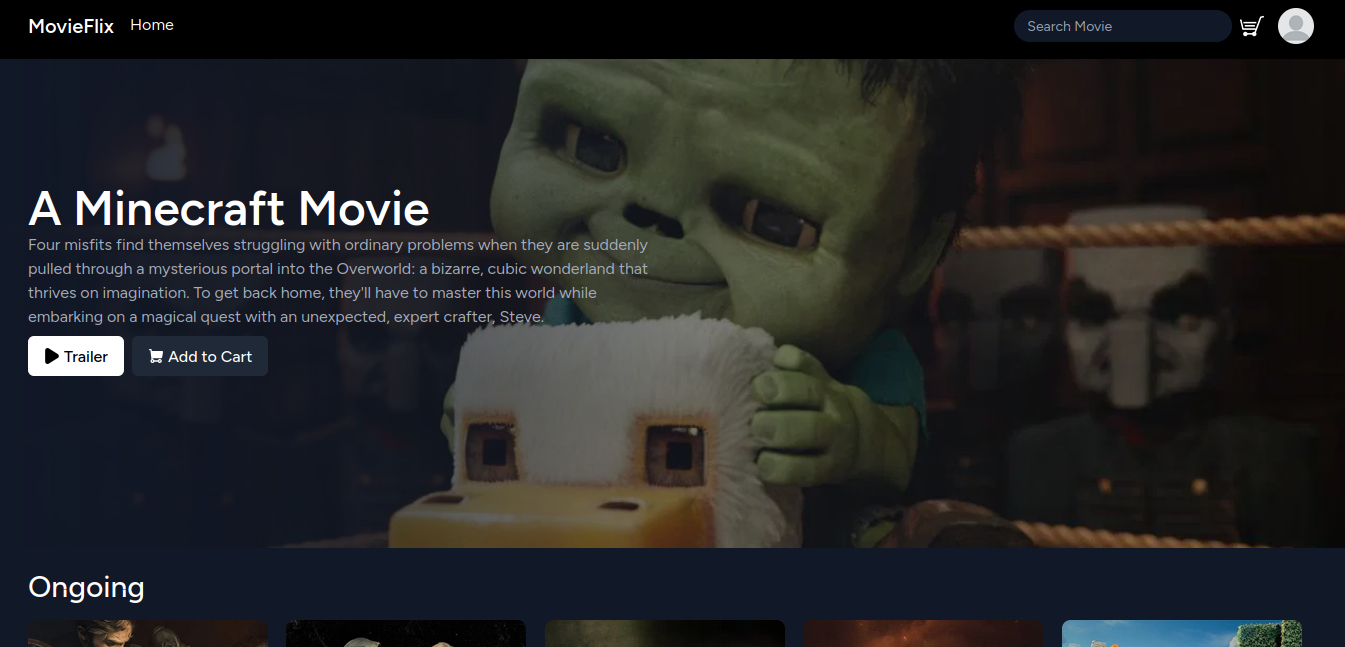 MovieFlix Home Search Movie
A Minecraft Movie
Four misfits find themselves struggling with ordinary problems when they are suddenly
pulled through a mysterious portal into the Overworld: a bizarre, cubic wonderland that
thrives on imagination. To get back home, they'll have to master this world while
embarking on a magical quest with an unexpected, expert crafter, Steve.
Trailer Add to Cart
Ongoing